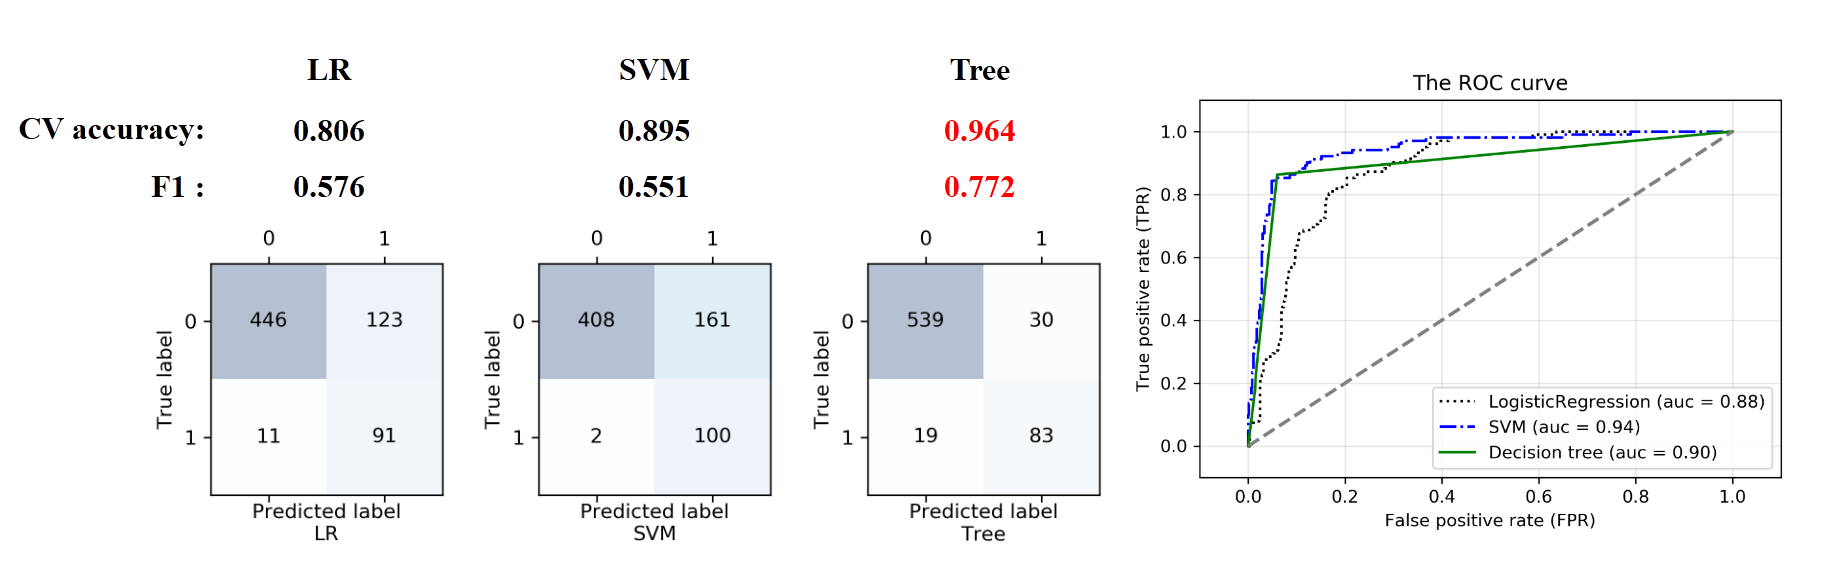 LR SVM Tree
CV accuracy: 0.806 0.895 0.964
F1 : 0.576 0.551 0.772
0 1
0 446 123
1 11 91
True label
Predicted label
LR
0 1
0 408 161
1 2 100
True label
Predicted label
SVM
0 1
0 539 30
1 19 83
True label
Predicted label
Tree
The ROC curve
1.0
0.8
0.6
0.4
0.2
0.0
True positive rate (TPR)
LogisticRegression (auc = 0.88)
SVM (auc = 0.94)
Decision tree (auc = 0.90)
0.0 0.2 0.4 0.6 0.8 1.0
False positive rate (FPR)